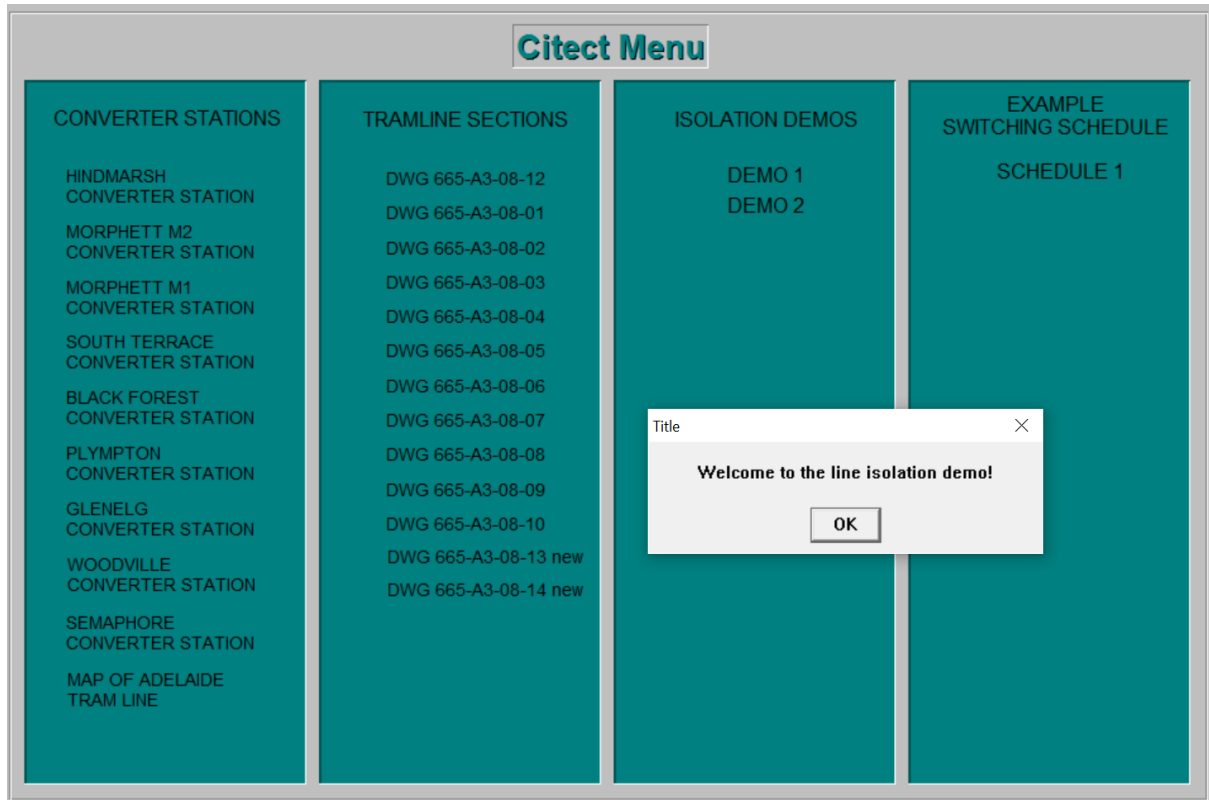 Citect Menu
CONVERTER STATIONS
HINDMARSH
CONVERTER STATION
MORPHETT M2
CONVERTER STATION
MORPHETT M1
CONVERTER STATION
SOUTH TERRACE
CONVERTER STATION
BLACK FOREST
CONVERTER STATION
PLYMPTON
CONVERTER STATION
GLENELG
CONVERTER STATION
WOODVILLE
CONVERTER STATION
SEMAPHORE
CONVERTER STATION
MAP OF ADELAIDE
TRAM LINE
TRAMLINE SECTIONS
DWG 665-A3-08-12
DWG 665-A3-08-01
DWG 665-A3-08-02
DWG 665-A3-08-03
DWG 665-A3-08-04
DWG 665-A3-08-05
DWG 665-A3-08-06
DWG 665-A3-08-07
DWG 665-A3-08-08
DWG 665-A3-08-09
DWG 665-A3-08-10
DWG 665-A3-08-13 new
DWG 665-A3-08-14 new
ISOLATION DEMOS
DEMO 1
DEMO 2
EXAMPLE
SWITCHING SCHEDULE
SCHEDULE 1
Title
Welcome to the line isolation demo!
OK